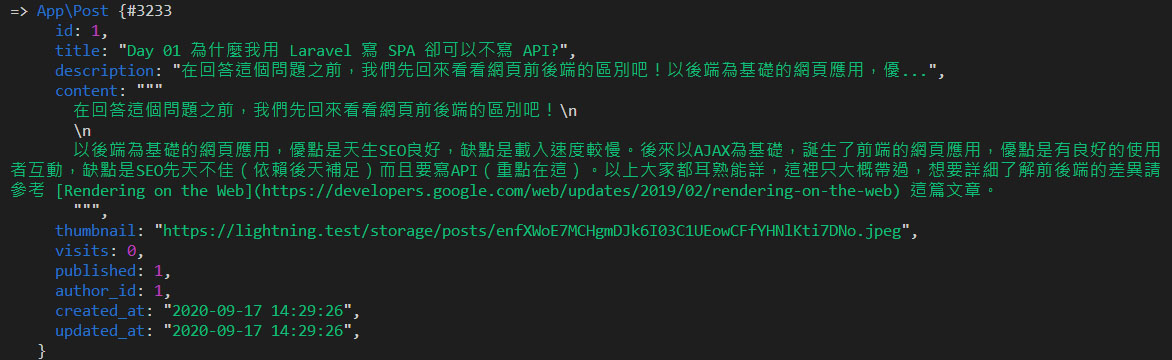 => App\Post {#3233
     id: 1,
     title: "Day 01 為什麼我用 Laravel 寫 SPA 卻可以不寫 API?",
     description: "在回答這個問題之前，我們先回來看看網頁前後端的區別吧！以後端為基礎的網頁應用，優...",
     content: """
       在回答這個問題之前，我們先回來看看網頁前後端的區別吧！\n
       \n
       以後端為基礎的網頁應用，優點是天生SEO良好，缺點是載入速度較慢。後來以AJAX為基礎，誕生了前端的網頁應用，優點是有良好的使用
者互動，缺點是SEO先天不佳（依賴後天補足）而且要寫API（重點在這）。以上大家都耳熟能詳，這裡只大概帶過，想要詳細了解前後端的差異請
參考 [Rendering on the Web](https://developers.google.com/web/updates/2019/02/rendering-on-the-web) 這篇文章。
       """,
     thumbnail: "https://lightning.test/storage/posts/enfXWoE7MCHgmDJk6I03C1UEowCFfYHNlKti7DNo.jpeg",
     visits: 0,
     published: 1,
     author_id: 1,
     created_at: "2020-09-17 14:29:26",
     updated_at: "2020-09-17 14:29:26",
   }